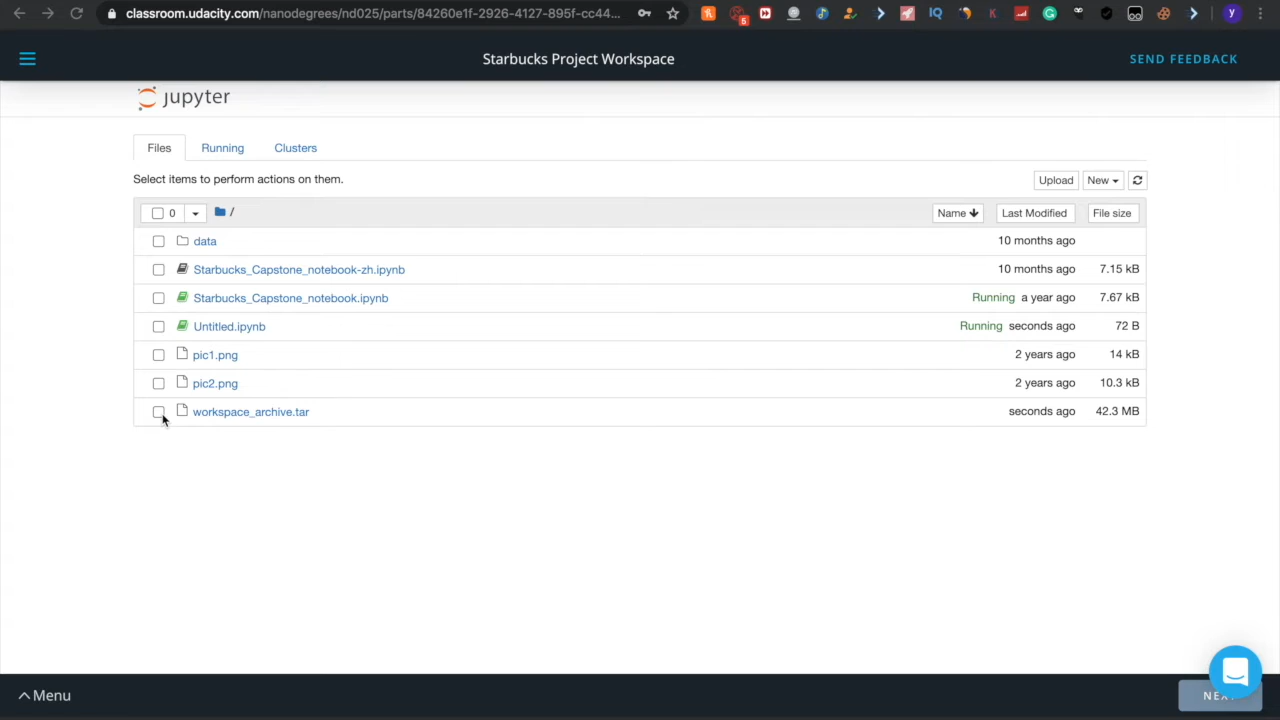 classroom.udacity.com/nanodegrees/nd025/parts/84260e1f-2926-4127-895f-cc44...
5
IQ
K
G
y
Starbucks Project Workspace
SEND FEEDBACK
jupyter
Files Running Clusters
Select items to perform actions on them.
Upload New
0 / Name Last Modified File size
data 10 months ago
Starbucks_Capstone_notebook-zh.ipynb 10 months ago 7.15 kB
Starbucks_Capstone_notebook.ipynb Running a year ago 7.67 kB
Untitled.ipynb Running seconds ago 72 B
pic1.png 2 years ago 14 kB
pic2.png 2 years ago 10.3 kB
workspace_archive.tar seconds ago 42.3 MB
Menu
NEXT